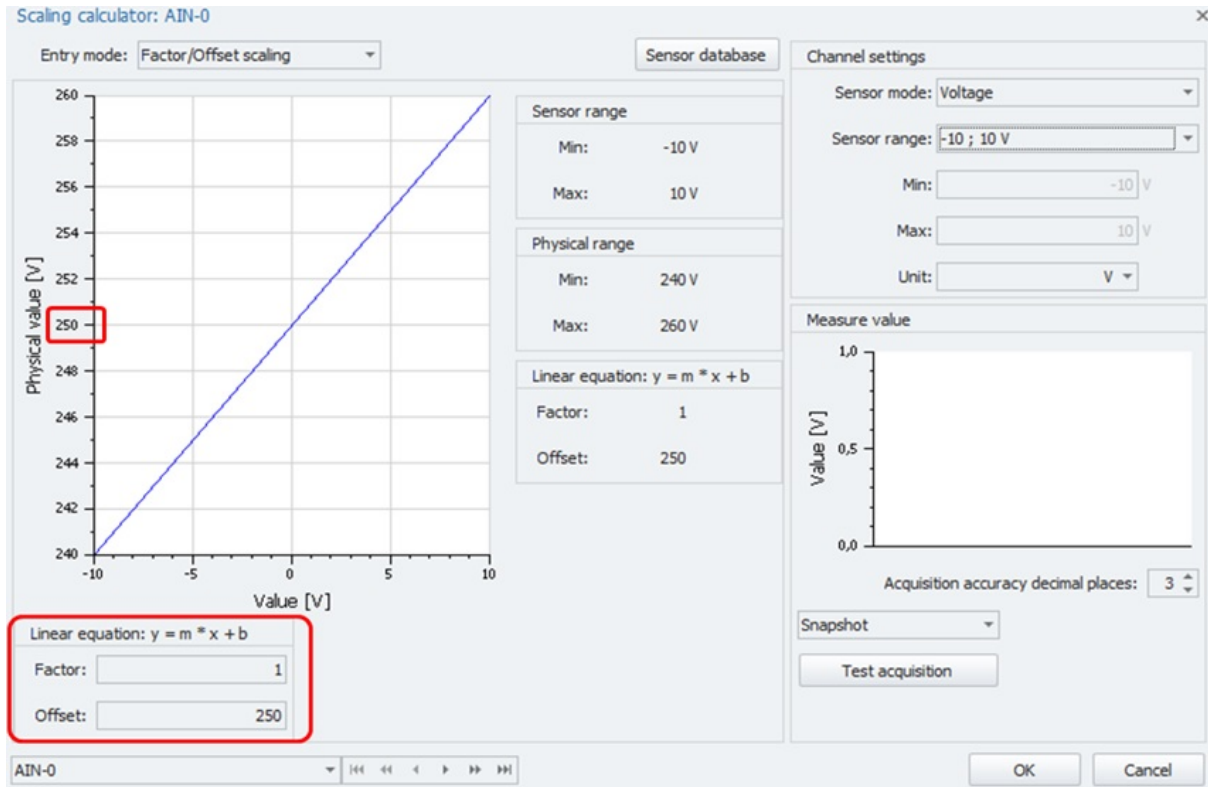 Scaling calculator: AIN-0
Entry mode: Factor/Offset scaling
Sensor database
260
258
256
254
252
250
248
246
244
242
240
Physical value [V]
-10 -5 0 5 10
Value [V]
Linear equation: y = m * x + b
Factor: 1
Offset: 250
Sensor range
Min: -10 V
Max: 10 V
Physical range
Min: 240 V
Max: 260 V
Linear equation: y = m * x + b
Factor: 1
Offset: 250
Channel settings
Sensor mode: Voltage
Sensor range: -10 ; 10 V
Min: -10 V
Max: 10 V
Unit: V
Measure value
1,0
0,5
0,0
Value [V]
Acquisition accuracy decimal places: 3
Snapshot
Test acquisition
AIN-0
OK Cancel